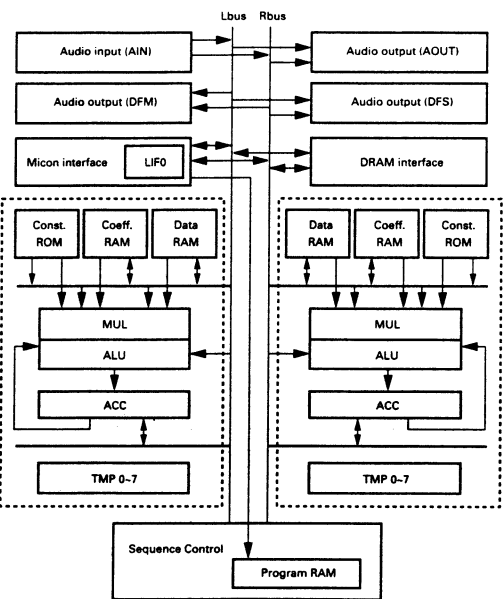 Lbus Rbus
Audio input (AIN)
Audio output (AOUT)
Audio output (DFM)
Audio output (DFS)
Micon interface
LIFO
DRAM interface
Const. ROM
Coeff. RAM
Data RAM
Data RAM
Coeff. RAM
Const. ROM
MUL
MUL
ALU
ALU
ACC
ACC
TMP 0~7
TMP 0~7
Sequence Control
Program RAM